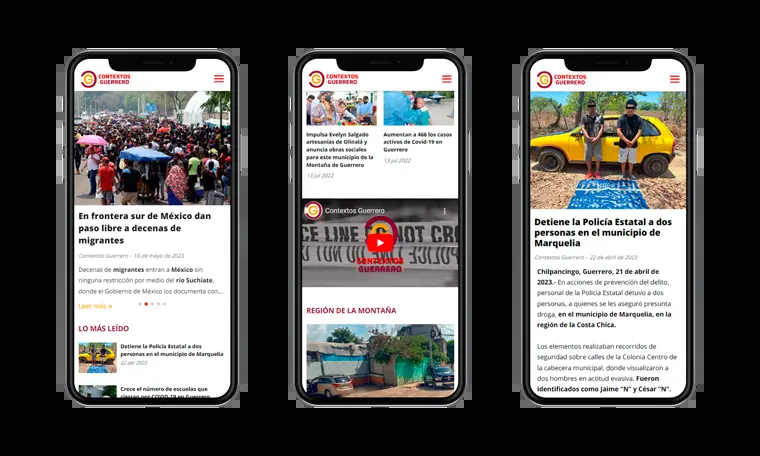 CONTEXTOS
GUERRERO
En frontera sur de México dan
paso libre a decenas de
migrantes
Contextos Guerrero - 10 de mayo de 2023
Decenas de migrantes entran a México sin
ninguna restricción por medio del río Suchiate,
donde el Gobierno de México los documenta con...
Leer más »
LO MÁS LEÍDO
Detiene la Policía Estatal a dos
personas en el municipio de Marquelia
22 abr 2023
Crece el número de escuelas que
cierran por COVID-19 en Guerrero
CONTEXTOS
GUERRERO
Impulsa Evelyn Salgado
artesanías de Olinalá y
anuncia obras sociales
para este municipio de la
Montaña de Guerrero
13 jul 2022
Aumentan a 466 los casos
activos de Covid-19 en
Guerrero
13 jul 2022
Contextos Guerrero
LINE DO NOT CRO
CONTEXTOS
GUERRERO
REGIÓN DE LA MONTAÑA
CONTEXTOS
GUERRERO
Detiene la Policía Estatal a dos
personas en el municipio de
Marquelia
Contextos Guerrero - 22 de abril de 2023
Chilpancingo, Guerrero, 21 de abril de
2023.- En acciones de prevención del delito,
personal de la Policía Estatal detuvo a dos
personas, a quienes se les aseguró presunta
droga, en el municipio de Marquelia, en la
región de la Costa Chica.
Los elementos realizaban recorridos de
seguridad sobre calles de la Colonia Centro de
la cabecera municipal, donde visualizaron a
dos hombres en actitud evasiva. Fueron
identificados como Jaime “N” y César “N”.